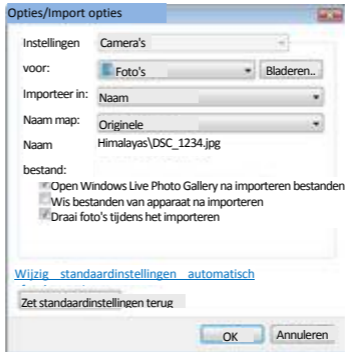 Opties/Import opties
Instellingen Camera's
voor: Foto's Bladeren..
Importeer in: Naam
Naam map: Originele
Naam Himalayas\DSC_1234.jpg
bestand:
Open Windows Live Photo Gallery na importeren bestanden
Wis bestanden van apparaat na importeren
Draai foto's tijdens het importeren
Wijzig standaardinstellingen automatisch
Zet standaardinstellingen terug
OK Annuleren